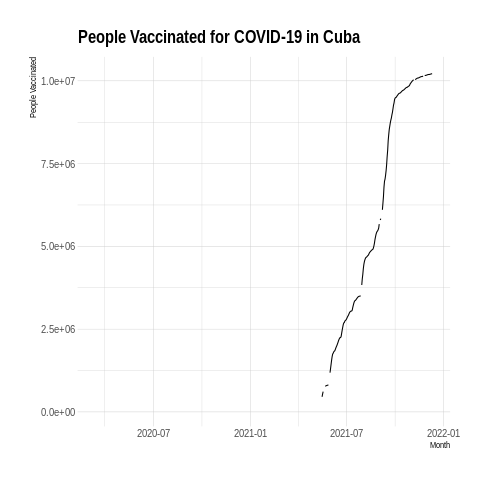 People Vaccinated for COVID-19 in Cuba
People Vaccinated
1.0e+07
7.5e+06
5.0e+06
2.5e+06
0.0e+00
2020-07
2021-01
2021-07
2022-01
Month